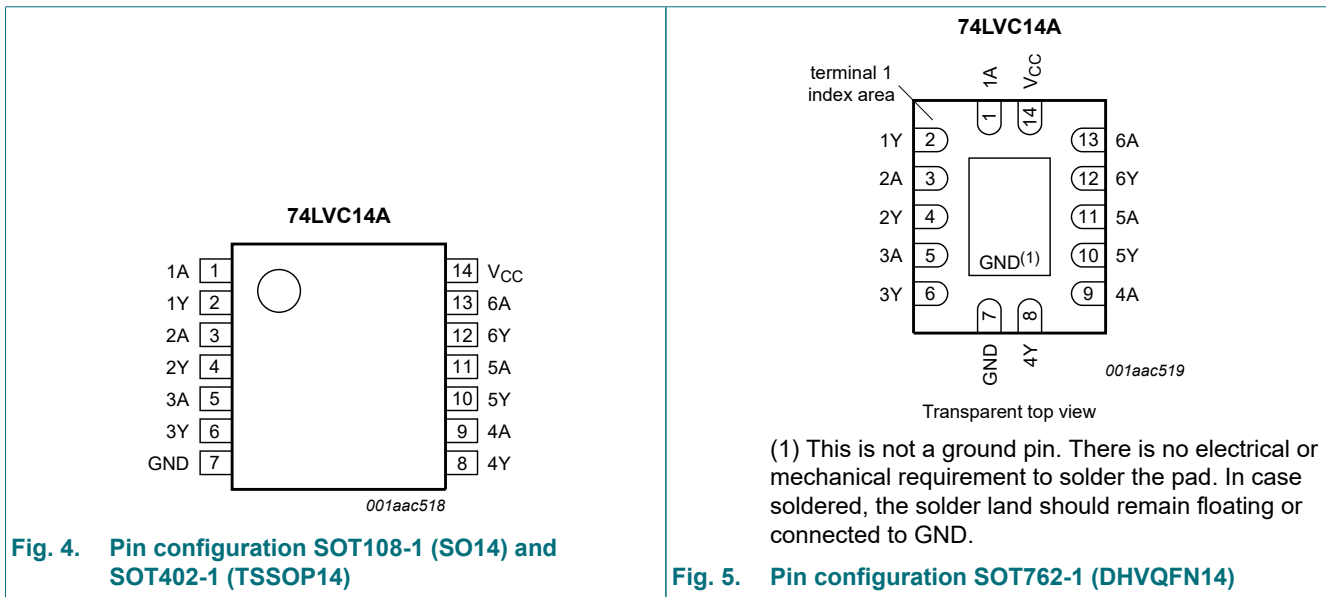 74LVC14A
1A 1
1Y 2
2A 3
2Y 4
3A 5
3Y 6
GND 7
14 VCC
13 6A
12 6Y
11 5A
10 5Y
9 4A
8 4Y
001aac518
Fig. 4. Pin configuration SOT108-1 (SO14) and
SOT402-1 (TSSOP14)
74LVC14A
terminal 1
index area
1A VCC
1 14
1Y 2
2A 3
2Y 4
3A 5
3Y 6
13 6A
12 6Y
11 5A
10 5Y
9 4A
GND(1)
7 8
GND 4Y
001aac519
Transparent top view
(1) This is not a ground pin. There is no electrical or
mechanical requirement to solder the pad. In case
soldered, the solder land should remain floating or
connected to GND.
Fig. 5. Pin configuration SOT762-1 (DHVQFN14)